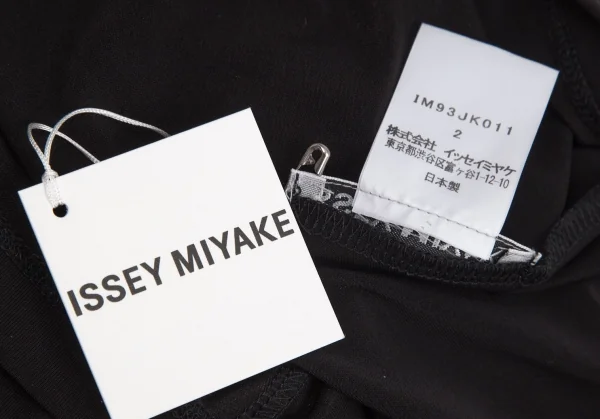 ISSEY MIYAKE
IM93JK011
2
株式会社 イッセイミヤケ
東京都渋谷区富ヶ谷1-12-10
日本製